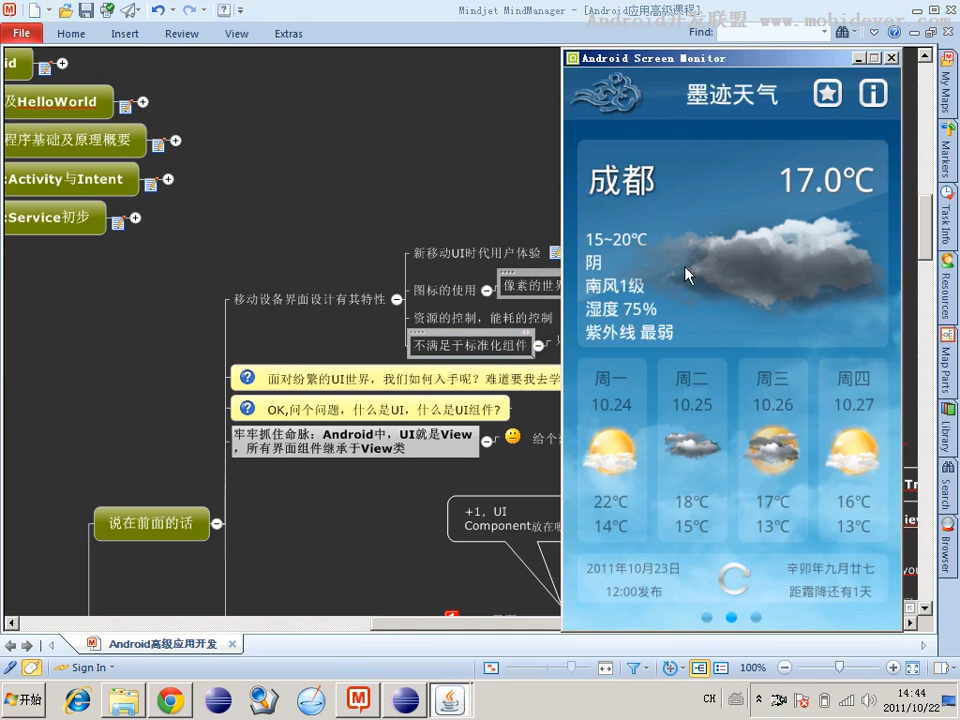 Mindjet MindManager - [Android应用高级课程]
Android开发联盟 www.mobidever.com
File
Home
Insert
Review
View
Extras
Find:
id
及HelloWorld
程序基础及原理概要
:Activity与Intent
:Service初步
移动设备界面设计有其特性
新移动UI时代用户体验
图标的使用
像素的世界
资源的控制，能耗的控制
不满足于标准化组件
面对纷繁的UI世界，我们如何入手呢？难道要我去学
OK,问个问题，什么是UI，什么是UI组件？
牢牢抓住命脉：Android中，UI就是View
，所有界面组件继承于View类
给个
说在前面的话
+1、UI
Component放在
Android Screen Monitor
墨迹天气
成都
17.0℃
15~20℃
阴
南风1级
湿度 75%
紫外线 最弱
周一
周二
周三
周四
10.24
10.25
10.26
10.27
22℃
18℃
17℃
16℃
14℃
15℃
13℃
13℃
2011年10月23日
12:00发布
辛卯年九月廿七
距霜降还有1天
My Maps
Markers
Task Info
Resources
Map Parts
Library
Search
Browser
Android高级应用开发
Sign In
100%
开始
CH
14:44
2011/10/22